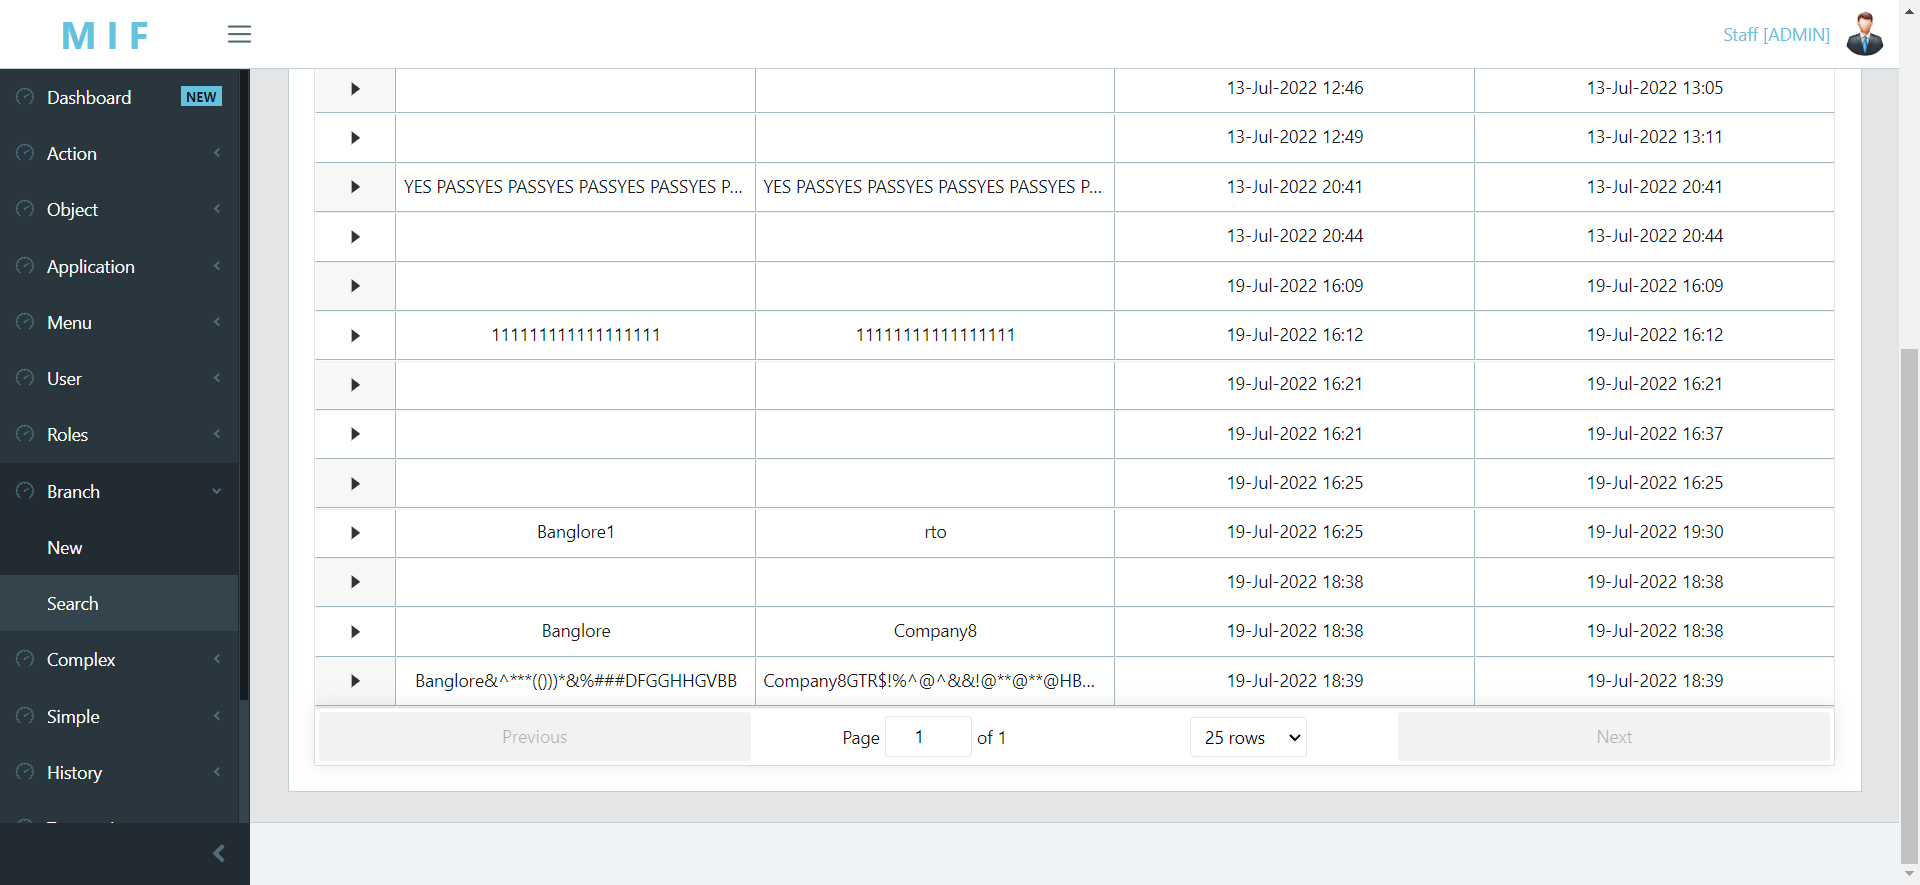 MIF
Staff [ADMIN]
Dashboard NEW
Action
Object
Application
Menu
User
Roles
Branch
New
Search
Complex
Simple
History
13-Jul-2022 12:46 13-Jul-2022 13:05
13-Jul-2022 12:49 13-Jul-2022 13:11
YES PASSYES PASSYES PASSYES PASSYES P... YES PASSYES PASSYES PASSYES PASSYES P... 13-Jul-2022 20:41 13-Jul-2022 20:41
13-Jul-2022 20:44 13-Jul-2022 20:44
19-Jul-2022 16:09 19-Jul-2022 16:09
111111111111111111 11111111111111111 19-Jul-2022 16:12 19-Jul-2022 16:12
19-Jul-2022 16:21 19-Jul-2022 16:21
19-Jul-2022 16:21 19-Jul-2022 16:37
19-Jul-2022 16:25 19-Jul-2022 16:25
Banglore1 rto 19-Jul-2022 16:25 19-Jul-2022 19:30
19-Jul-2022 18:38 19-Jul-2022 18:38
Banglore Company8 19-Jul-2022 18:38 19-Jul-2022 18:38
Banglore&^***(()))*&%###DFGGHHGVBB Company8GTR$!%^@^&&!@**@**@HB... 19-Jul-2022 18:39 19-Jul-2022 18:39
Previous Page 1 of 1 25 rows Next